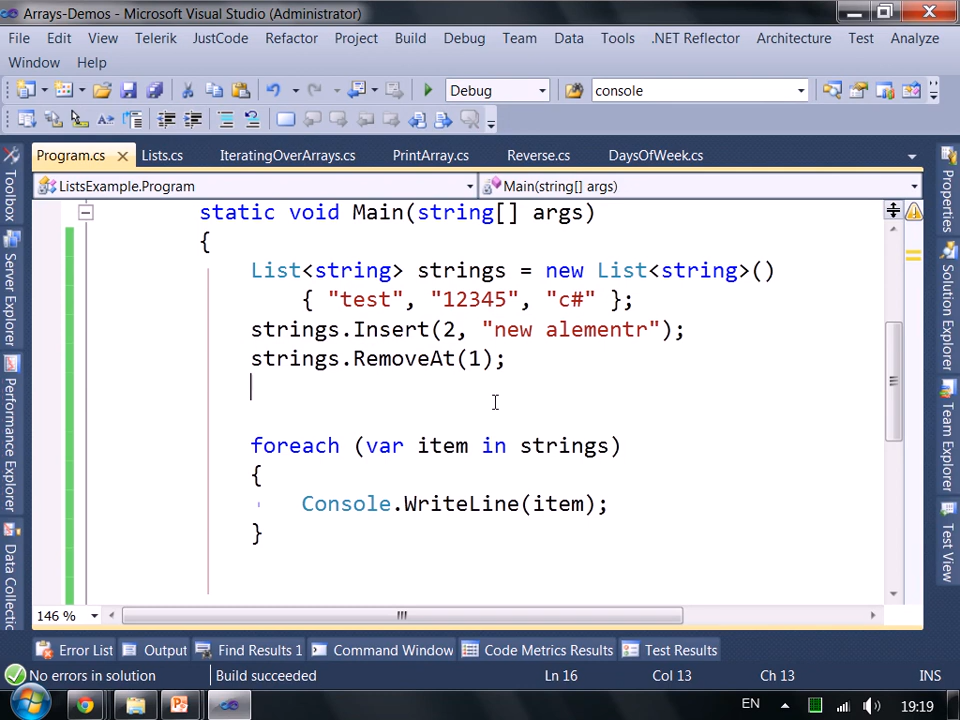 Arrays-Demos - Microsoft Visual Studio (Administrator)
File Edit View Telerik JustCode Refactor Project Build Debug Team Data Tools .NET Reflector Architecture Test Analyze
Window Help
Debug console
Program.cs Lists.cs IteratingOverArrays.cs PrintArray.cs Reverse.cs DaysOfWeek.cs
ListsExample.Program Main(string[] args)
static void Main(string[] args)
{
List<string> strings = new List<string>()
{ "test", "12345", "c#" };
strings.Insert(2, "new alementr");
strings.RemoveAt(1);
foreach (var item in strings)
{
Console.WriteLine(item);
}
Toolbox
Server Explorer
Performance Explorer
Data Collectio
Properties
Solution Explorer
Team Explorer
Test View
146 %
Error List Output Find Results 1 Command Window Code Metrics Results Test Results
No errors in solution Build succeeded Ln 16 Col 13 Ch 13 INS
EN 19:19